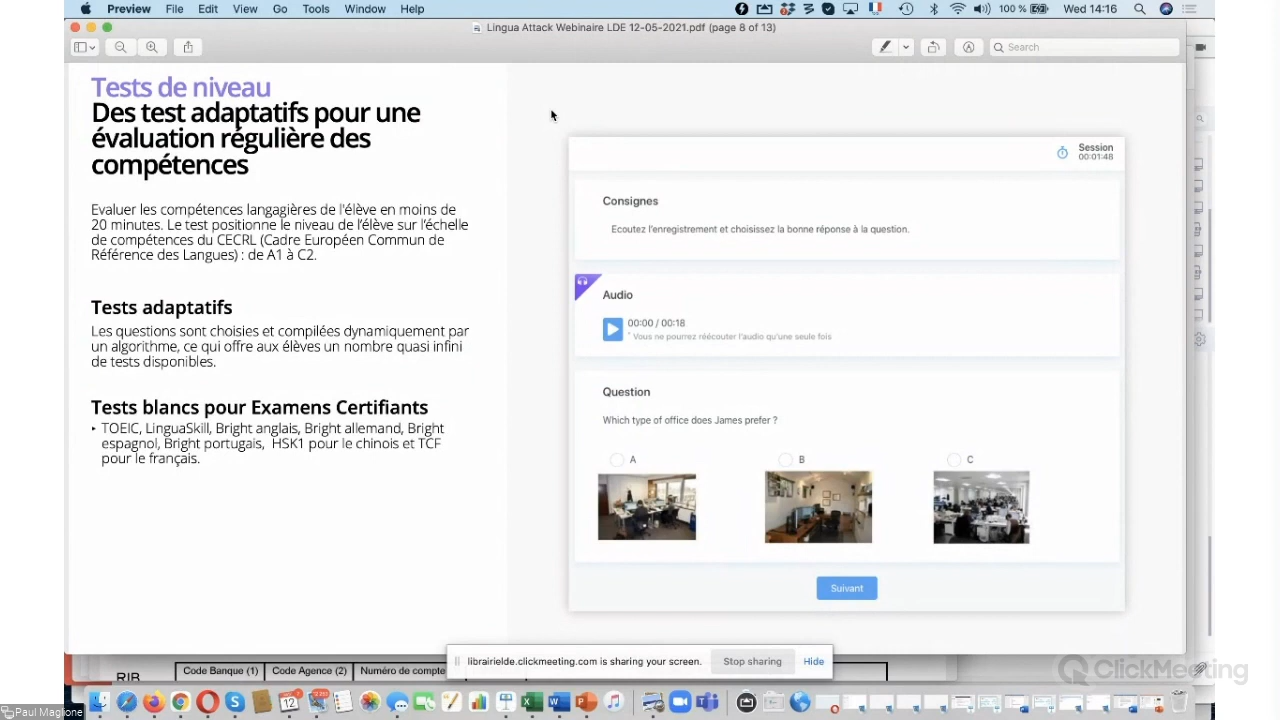 Preview File Edit View Go Tools Window Help 100 % Wed 14:16
Lingua Attack Webinaire LDE 12-05-2021.pdf (page 8 of 13)
Search
Tests de niveau
Des test adaptatifs pour une
évaluation régulière des
compétences
Evaluer les compétences langagières de l'élève en moins de
20 minutes. Le test positionne le niveau de l'élève sur l'échelle
de compétences du CECRL (Cadre Européen Commun de
Référence des Langues) : de A1 à C2.
Tests adaptatifs
Les questions sont choisies et compilées dynamiquement par
un algorithme, ce qui offre aux élèves un nombre quasi infini
de tests disponibles.
Tests blancs pour Examens Certifiants
‣ TOEIC, LinguaSkill, Bright anglais, Bright allemand, Bright
espagnol, Bright portugais, HSK1 pour le chinois et TCF
pour le français.
Session
00:01:48
Consignes
Ecoutez l'enregistrement et choisissez la bonne réponse à la question.
Audio
00:00 / 00:18
* Vous ne pourrez réécouter l'audio qu'une seule fois
Question
Which type of office does James prefer ?
A B C
Suivant
librairielde.clickmeeting.com is sharing your screen. Stop sharing Hide
RIB Code Banque (1) Code Agence (2) Numéro de compte
ClickMeeting
Paul Maglione